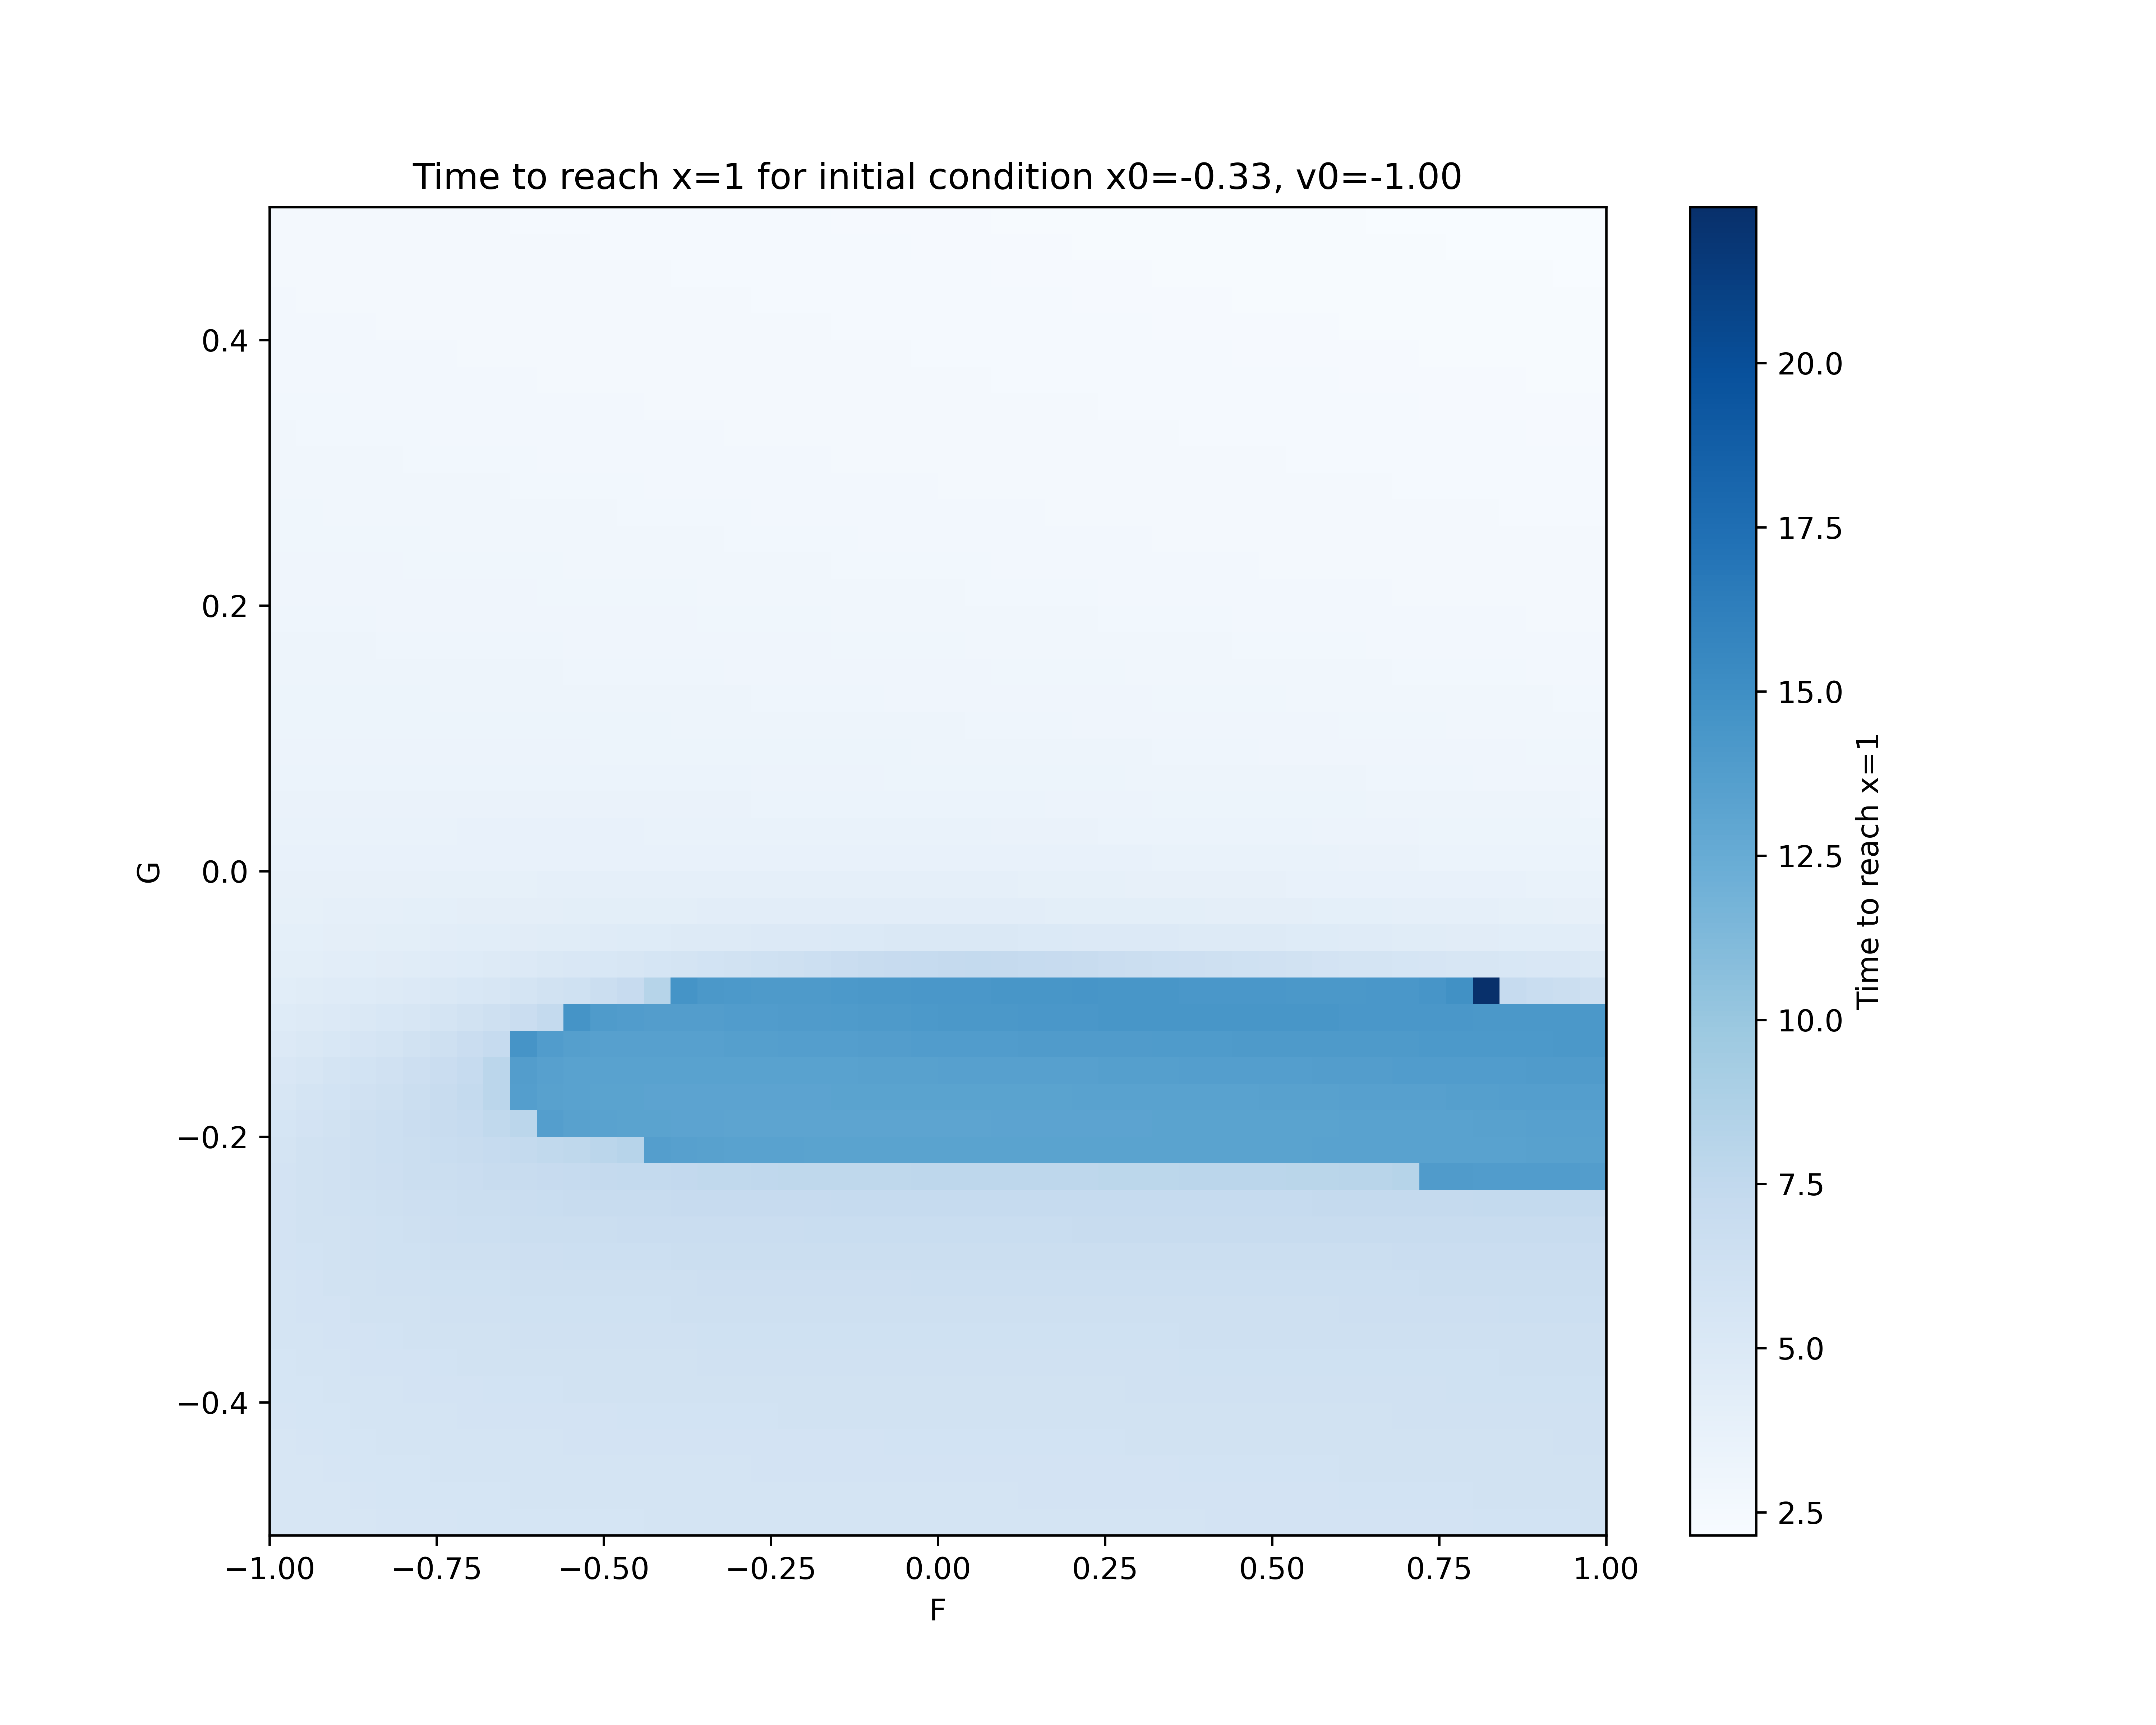 Time to reach x=1 for initial condition x0=-0.33, v0=-1.00
0.4
0.2
0.0
−0.2
−0.4
G
−1.00 −0.75 −0.50 −0.25 0.00 0.25 0.50 0.75 1.00
F
20.0
17.5
15.0
12.5
10.0
7.5
5.0
2.5
Time to reach x=1